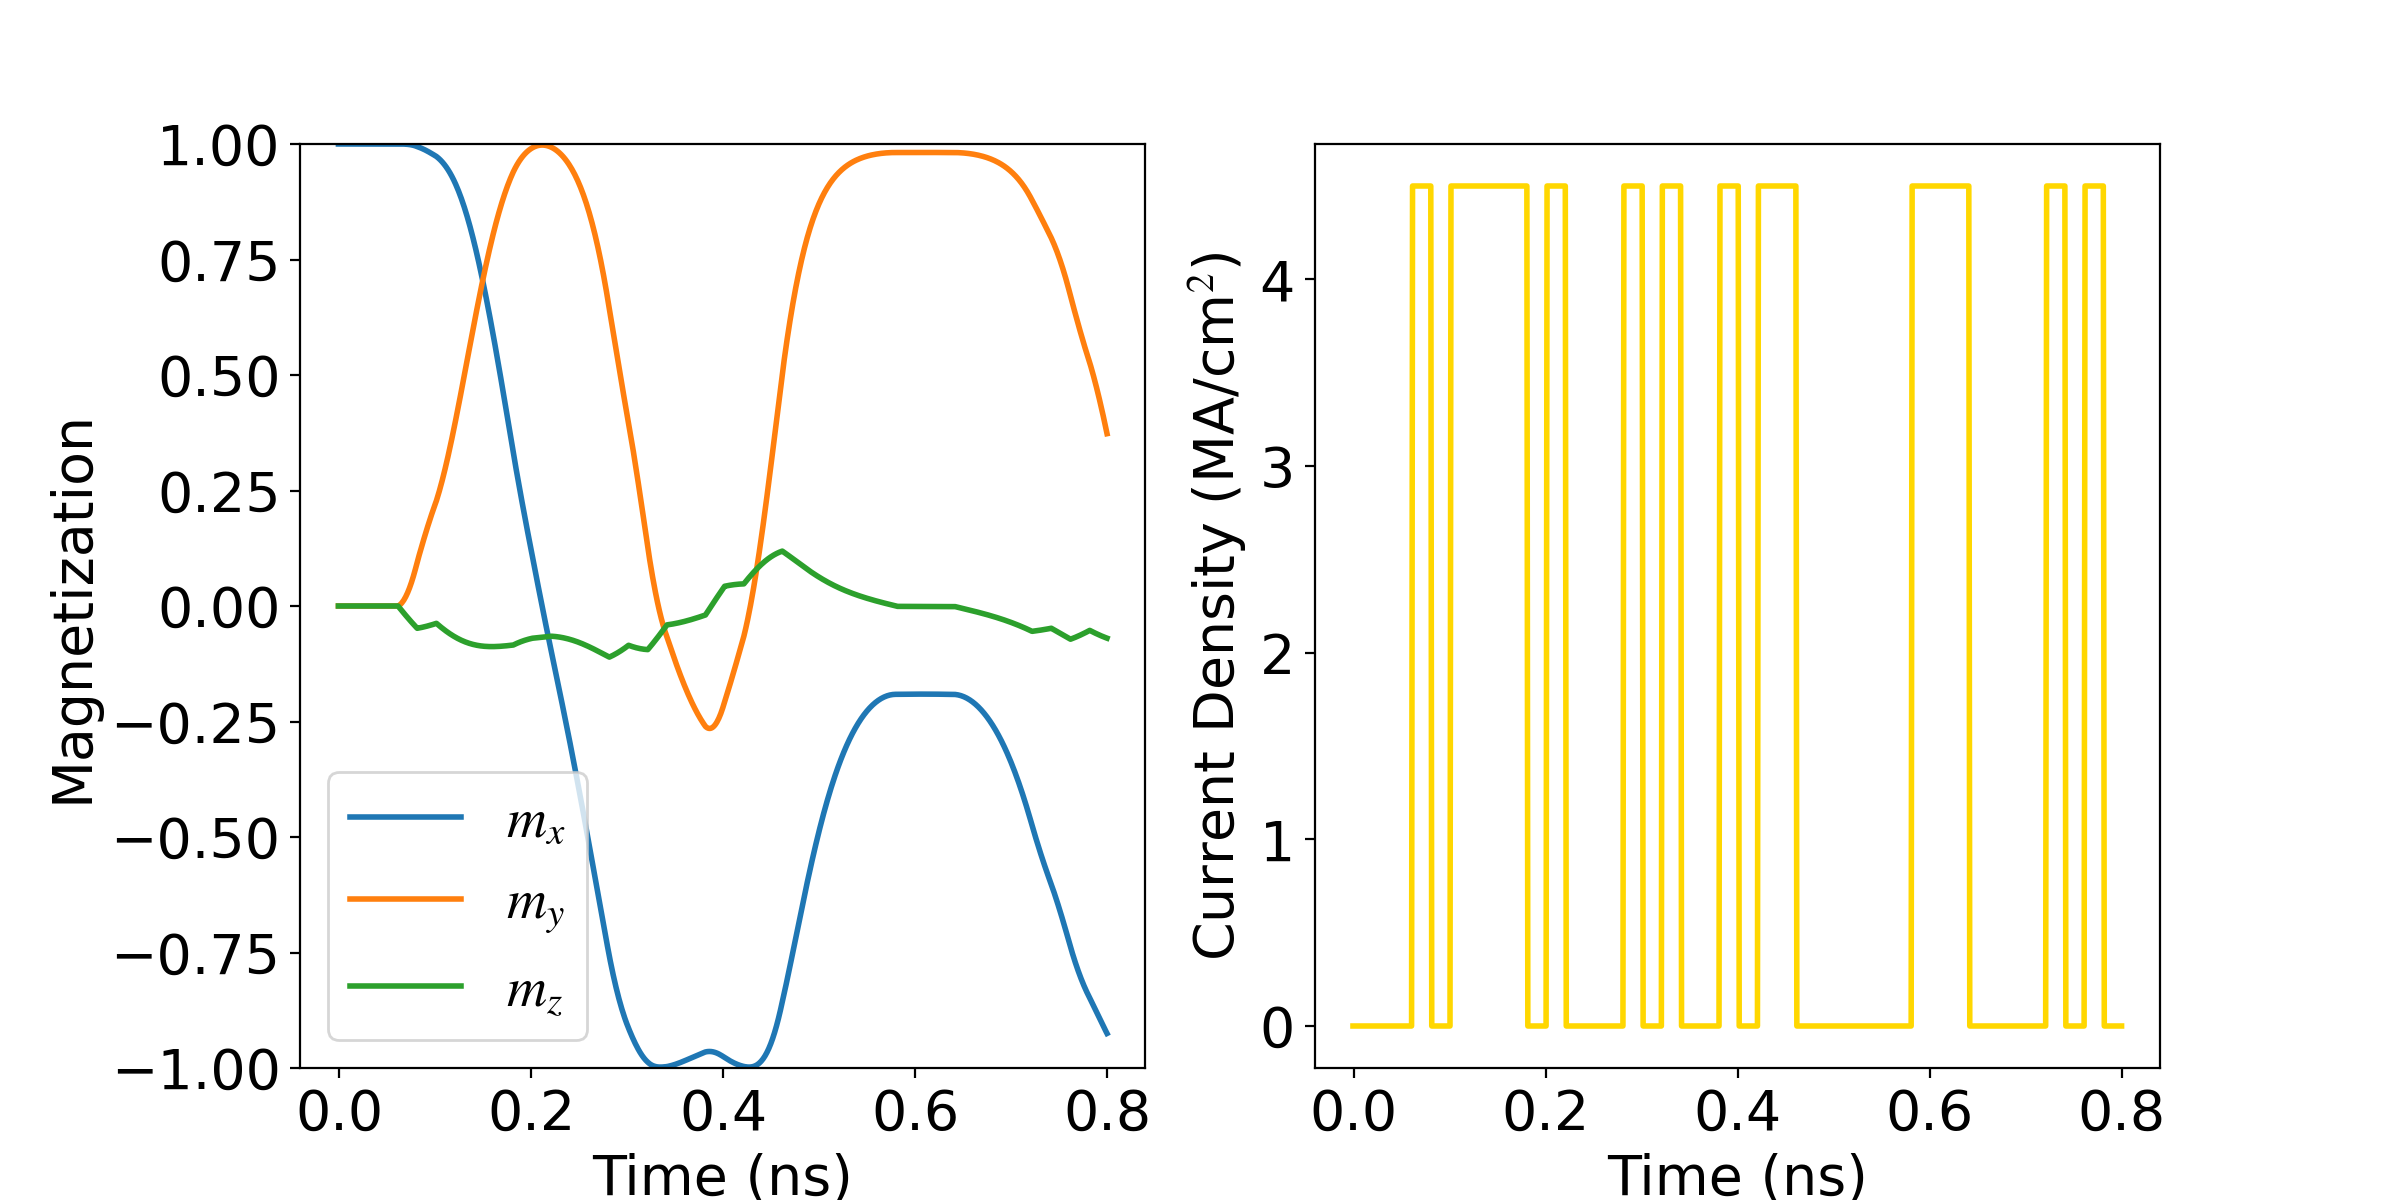 Magnetization
1.00
0.75
0.50
0.25
0.00
−0.25
−0.50
−0.75
−1.00
m_x
m_y
m_z
0.0 0.2 0.4 0.6 0.8
Time (ns)
Current Density (MA/cm²)
4
3
2
1
0
0.0 0.2 0.4 0.6 0.8
Time (ns)